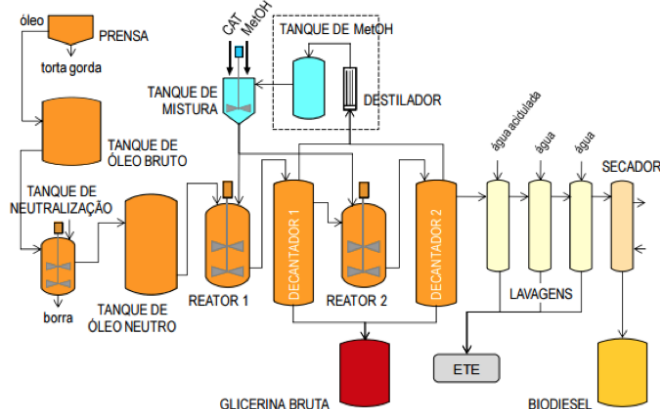 óleo
PRENSA
torta gorda
CAT
MetOH
TANQUE DE MetOH
TANQUE DE
MISTURA
DESTILADOR
TANQUE DE
ÓLEO BRUTO
água acidulada
água
água
SECADOR
TANQUE DE
NEUTRALIZAÇÃO
borra
TANQUE DE
ÓLEO NEUTRO
REATOR 1
DECANTADOR 1
REATOR 2
DECANTADOR 2
LAVAGENS
ETE
GLICERINA BRUTA
BIODIESEL